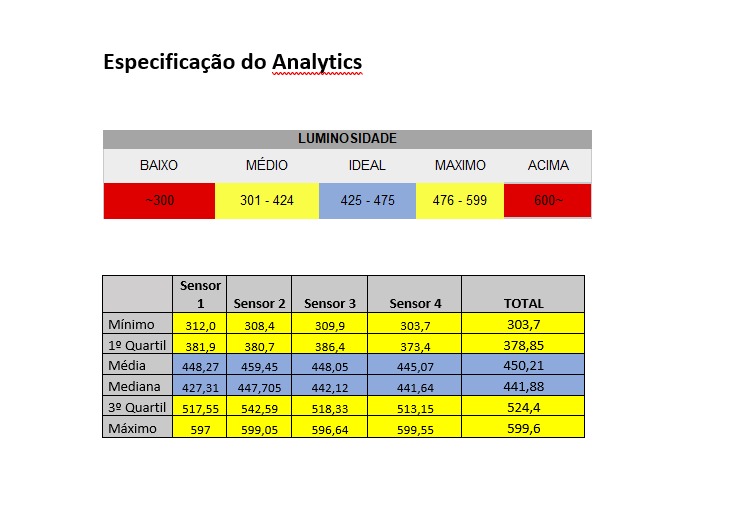 Especificação do Analytics
LUMINOSIDADE
BAIXO MÉDIO IDEAL MAXIMO ACIMA
~300 301 - 424 425 - 475 476 - 599 600~
Sensor 1 Sensor 2 Sensor 3 Sensor 4 TOTAL
Mínimo 312,0 308,4 309,9 303,7 303,7
1º Quartil 381,9 380,7 386,4 373,4 378,85
Média 448,27 459,45 448,05 445,07 450,21
Mediana 427,31 447,705 442,12 441,64 441,88
3º Quartil 517,55 542,59 518,33 513,15 524,4
Máximo 597 599,05 596,64 599,55 599,6